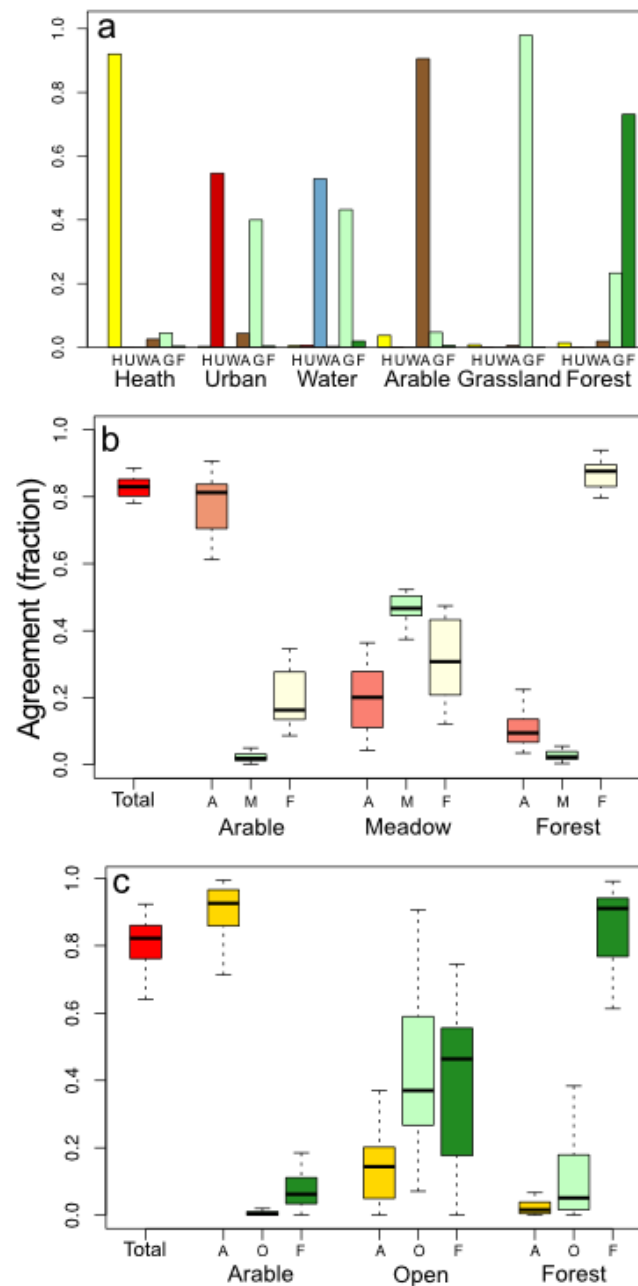 a
1.0
0.8
0.6
0.4
0.2
0.0
HUWAGF HUWAGF HUWAGF HUWAGF HUWAGF HUWAGF
Heath Urban Water Arable Grassland Forest
b
1.0
0.8
0.6
0.4
0.2
0.0
Agreement (fraction)
Total A M F A M F A M F
Arable Meadow Forest
c
1.0
0.8
0.6
0.4
0.2
0.0
Total A O F A O F A O F
Arable Open Forest